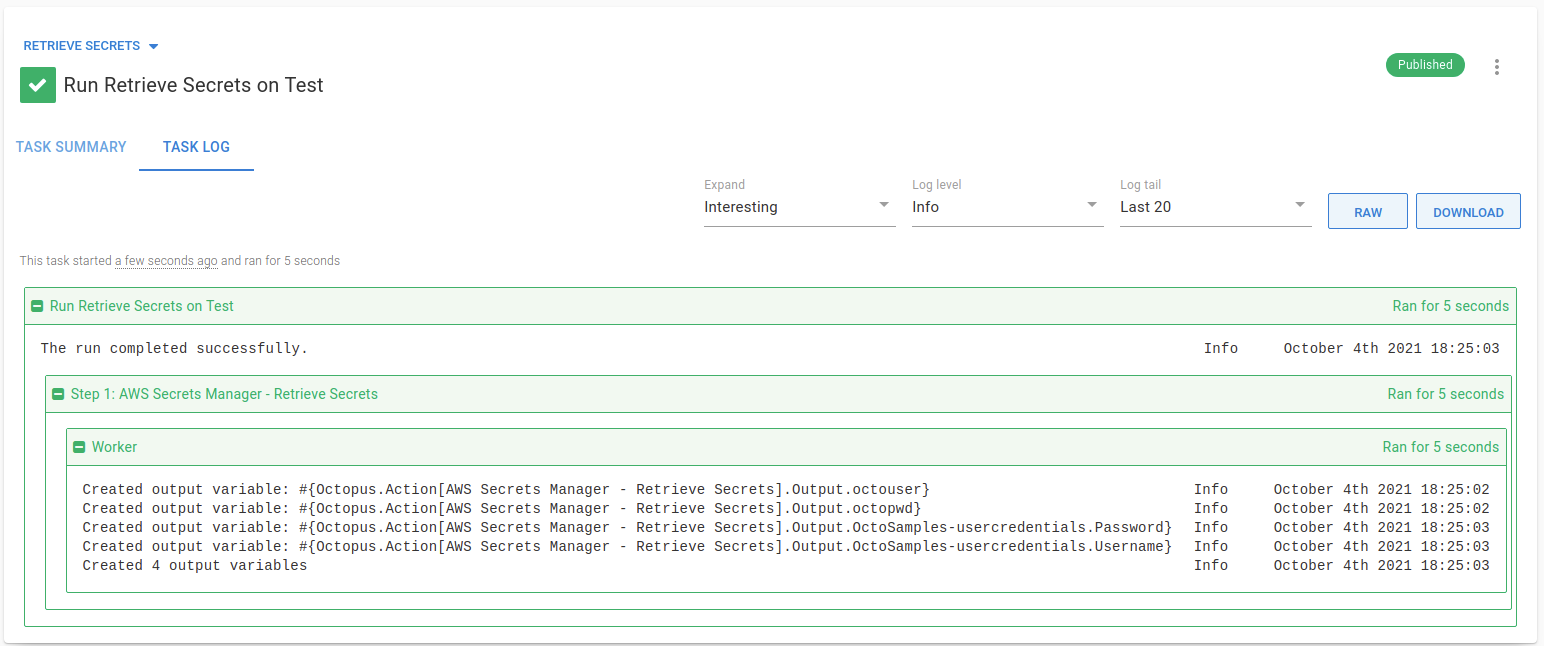 RETRIEVE SECRETS
Run Retrieve Secrets on Test
Published
TASK SUMMARY
TASK LOG
Expand
Interesting
Log level
Info
Log tail
Last 20
RAW
DOWNLOAD
This task started a few seconds ago and ran for 5 seconds
Run Retrieve Secrets on Test Ran for 5 seconds
The run completed successfully. Info October 4th 2021 18:25:03
Step 1: AWS Secrets Manager - Retrieve Secrets Ran for 5 seconds
Worker Ran for 5 seconds
Created output variable: #{Octopus.Action[AWS Secrets Manager - Retrieve Secrets].Output.octouser} Info October 4th 2021 18:25:02
Created output variable: #{Octopus.Action[AWS Secrets Manager - Retrieve Secrets].Output.octopwd} Info October 4th 2021 18:25:02
Created output variable: #{Octopus.Action[AWS Secrets Manager - Retrieve Secrets].Output.OctoSamples-usercredentials.Password} Info October 4th 2021 18:25:03
Created output variable: #{Octopus.Action[AWS Secrets Manager - Retrieve Secrets].Output.OctoSamples-usercredentials.Username} Info October 4th 2021 18:25:03
Created 4 output variables Info October 4th 2021 18:25:03